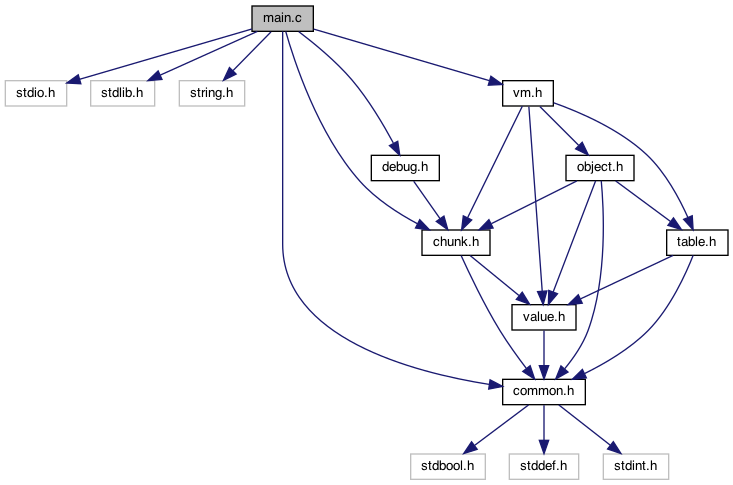 main.c
stdio.h
stdlib.h
string.h
vm.h
debug.h
object.h
chunk.h
table.h
value.h
common.h
stdbool.h
stddef.h
stdint.h